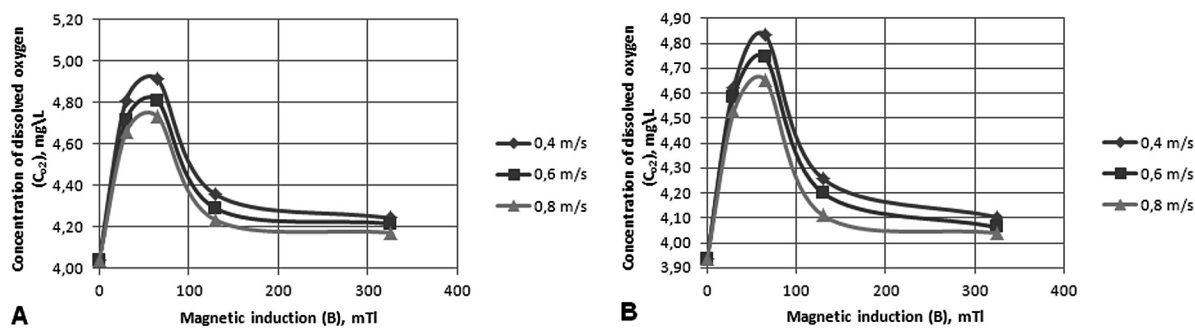 Concentration of dissolved oxygen
(Co2), mg\L
5,20
5,00
4,80
4,60
4,40
4,20
4,00
0 100 200 300 400
Magnetic induction (B), mTl
0,4 m/s
0,6 m/s
0,8 m/s
A
Concentration of dissolved oxygen
(Co2), mg\L
4,90
4,80
4,70
4,60
4,50
4,40
4,30
4,20
4,10
4,00
3,90
0 100 200 300 400
Magnetic induction (B), mTl
0,4 m/s
0,6 m/s
0,8 m/s
B